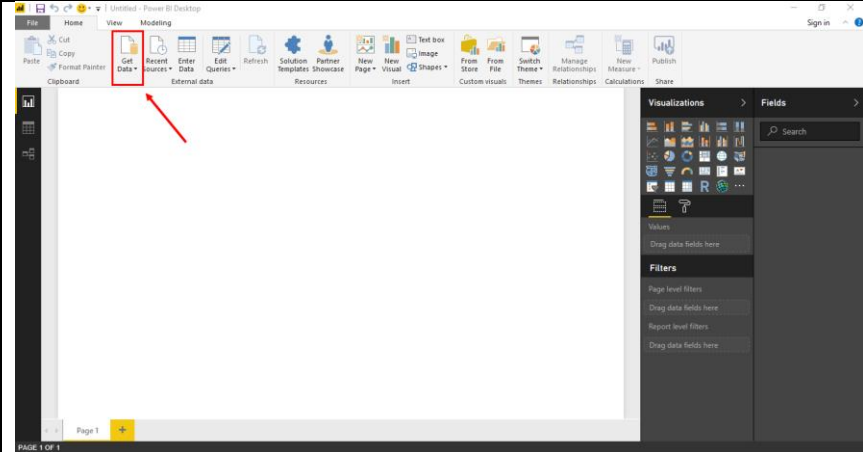 Untitled - Power BI Desktop
File Home View Modeling Sign in
Cut
Copy
Format Painter
Paste
Clipboard
Get Data
Recent Sources
Enter Data
Edit Queries
External data
Refresh
Solution Templates
Partner Showcase
Resources
New Page
New Visual
Text box
Image
Shapes
Insert
From Store
From File
Custom visuals
Switch Theme
Themes
Manage Relationships
Relationships
New Measure
Calculations
Publish
Share
Visualizations
R
Values
Drag data fields here
Filters
Page level filters
Drag data fields here
Report level filters
Drag data fields here
Fields
Search
Page 1
PAGE 1 OF 1